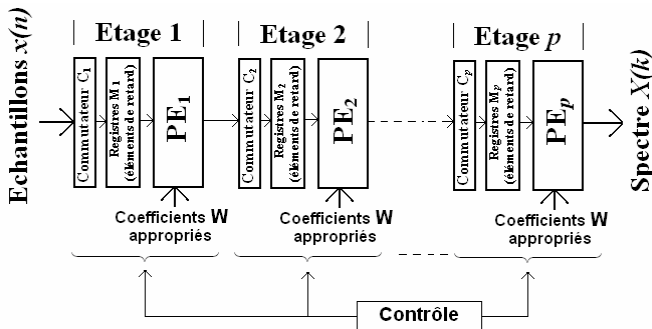 Echantillons x(n)
Etage 1
Commutateur C1
Registres M1
(éléments de retard)
PE1
Coefficients W
appropriés
Etage 2
Commutateur C2
Registres M2
(éléments de retard)
PE2
Coefficients W
appropriés
Etage p
Commutateur Cp
Registres Mp
(éléments de retard)
PEp
Coefficients W
appropriés
Spectre X(k)
Contrôle